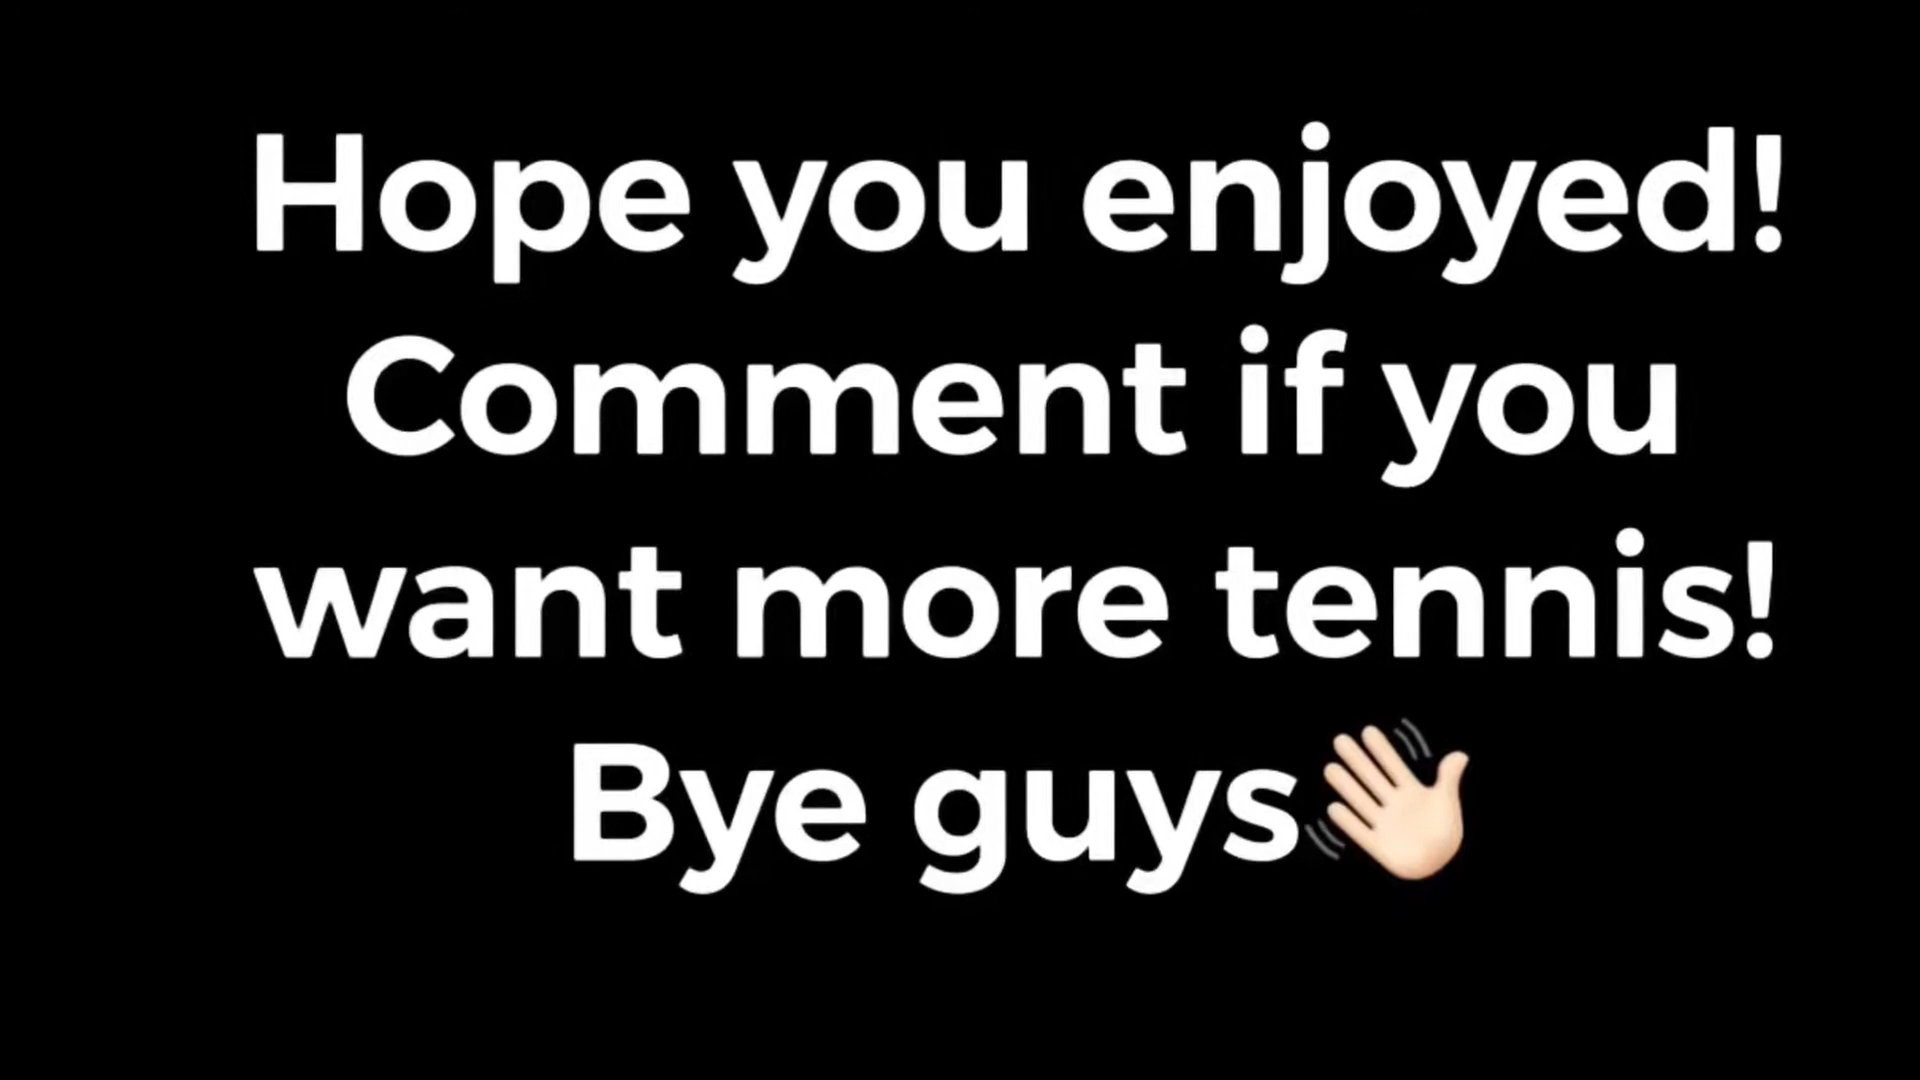 Hope you enjoyed!
Comment if you
want more tennis!
Bye guys👋🏻